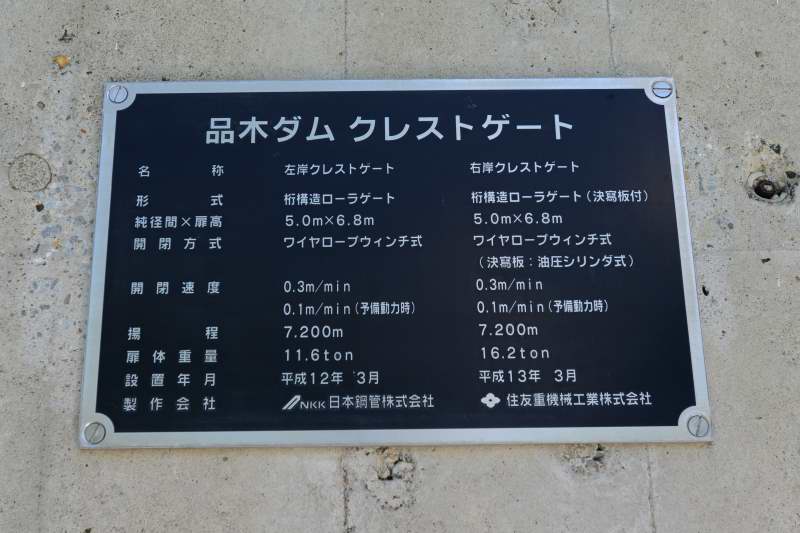 品木ダム クレストゲート
名称 左岸クレストゲート 右岸クレストゲート
形式 桁構造ローラゲート 桁構造ローラゲート（決寫板付）
純径間×扉高 5.0m×6.8m 5.0m×6.8m
開閉方式 ワイヤロープウィンチ式 ワイヤロープウィンチ式
（決寫板：油圧シリンダ式）
開閉速度 0.3m/min 0.3m/min
0.1m/min（予備動力時） 0.1m/min（予備動力時）
揚程 7.200m 7.200m
扉体重量 11.6ton 16.2ton
設置年月 平成12年 3月 平成13年 3月
製作会社 NKK 日本鋼管株式会社 住友重機械工業株式会社